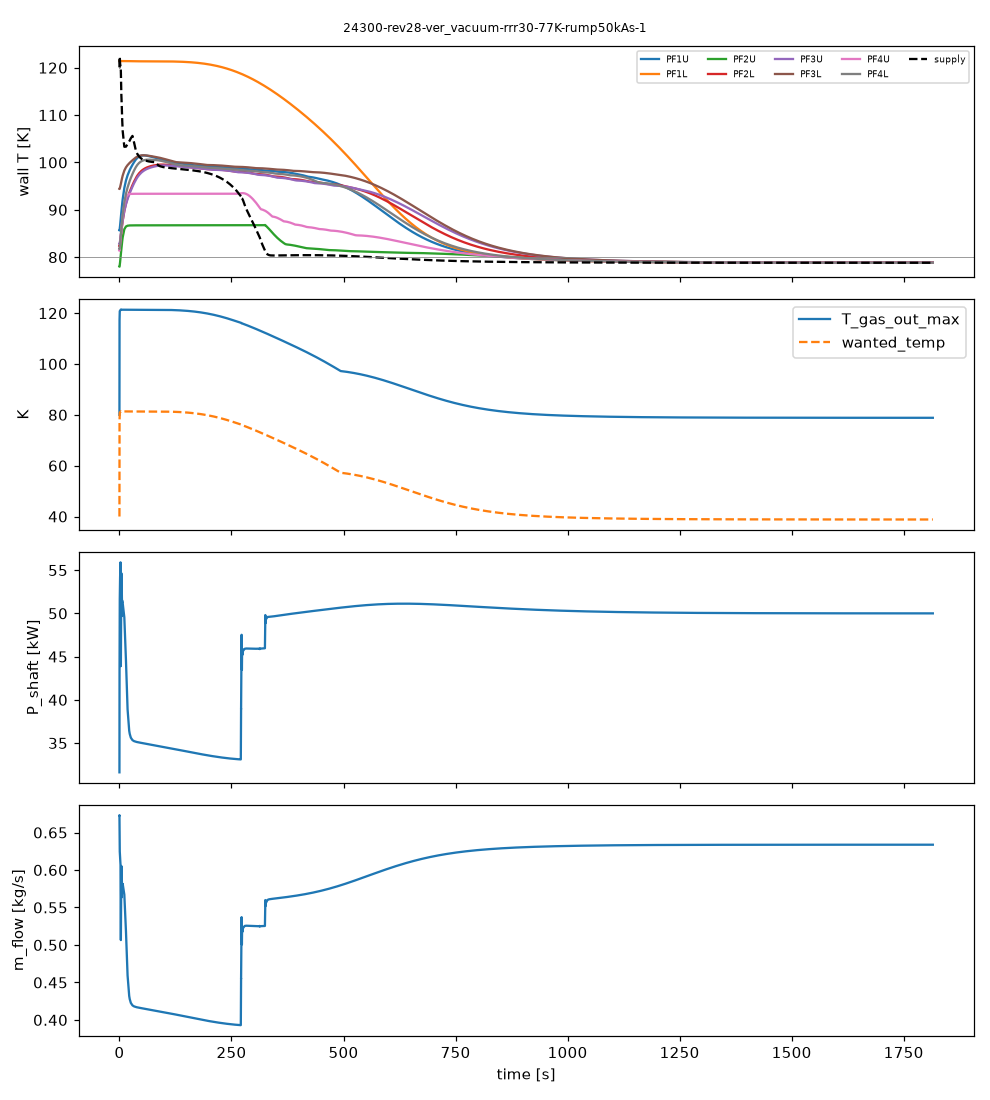 24300-rev28-ver_vacuum-rrr30-77K-rump50kAs-1
wall T [K]
120
110
100
90
80
PF1U
PF1L
PF2U
PF2L
PF3U
PF3L
PF4U
PF4L
supply
K
120
100
80
60
40
T_gas_out_max
wanted_temp
P_shaft [kW]
55
50
45
40
35
m_flow [kg/s]
0.65
0.60
0.55
0.50
0.45
0.40
0
250
500
750
1000
1250
1500
1750
time [s]